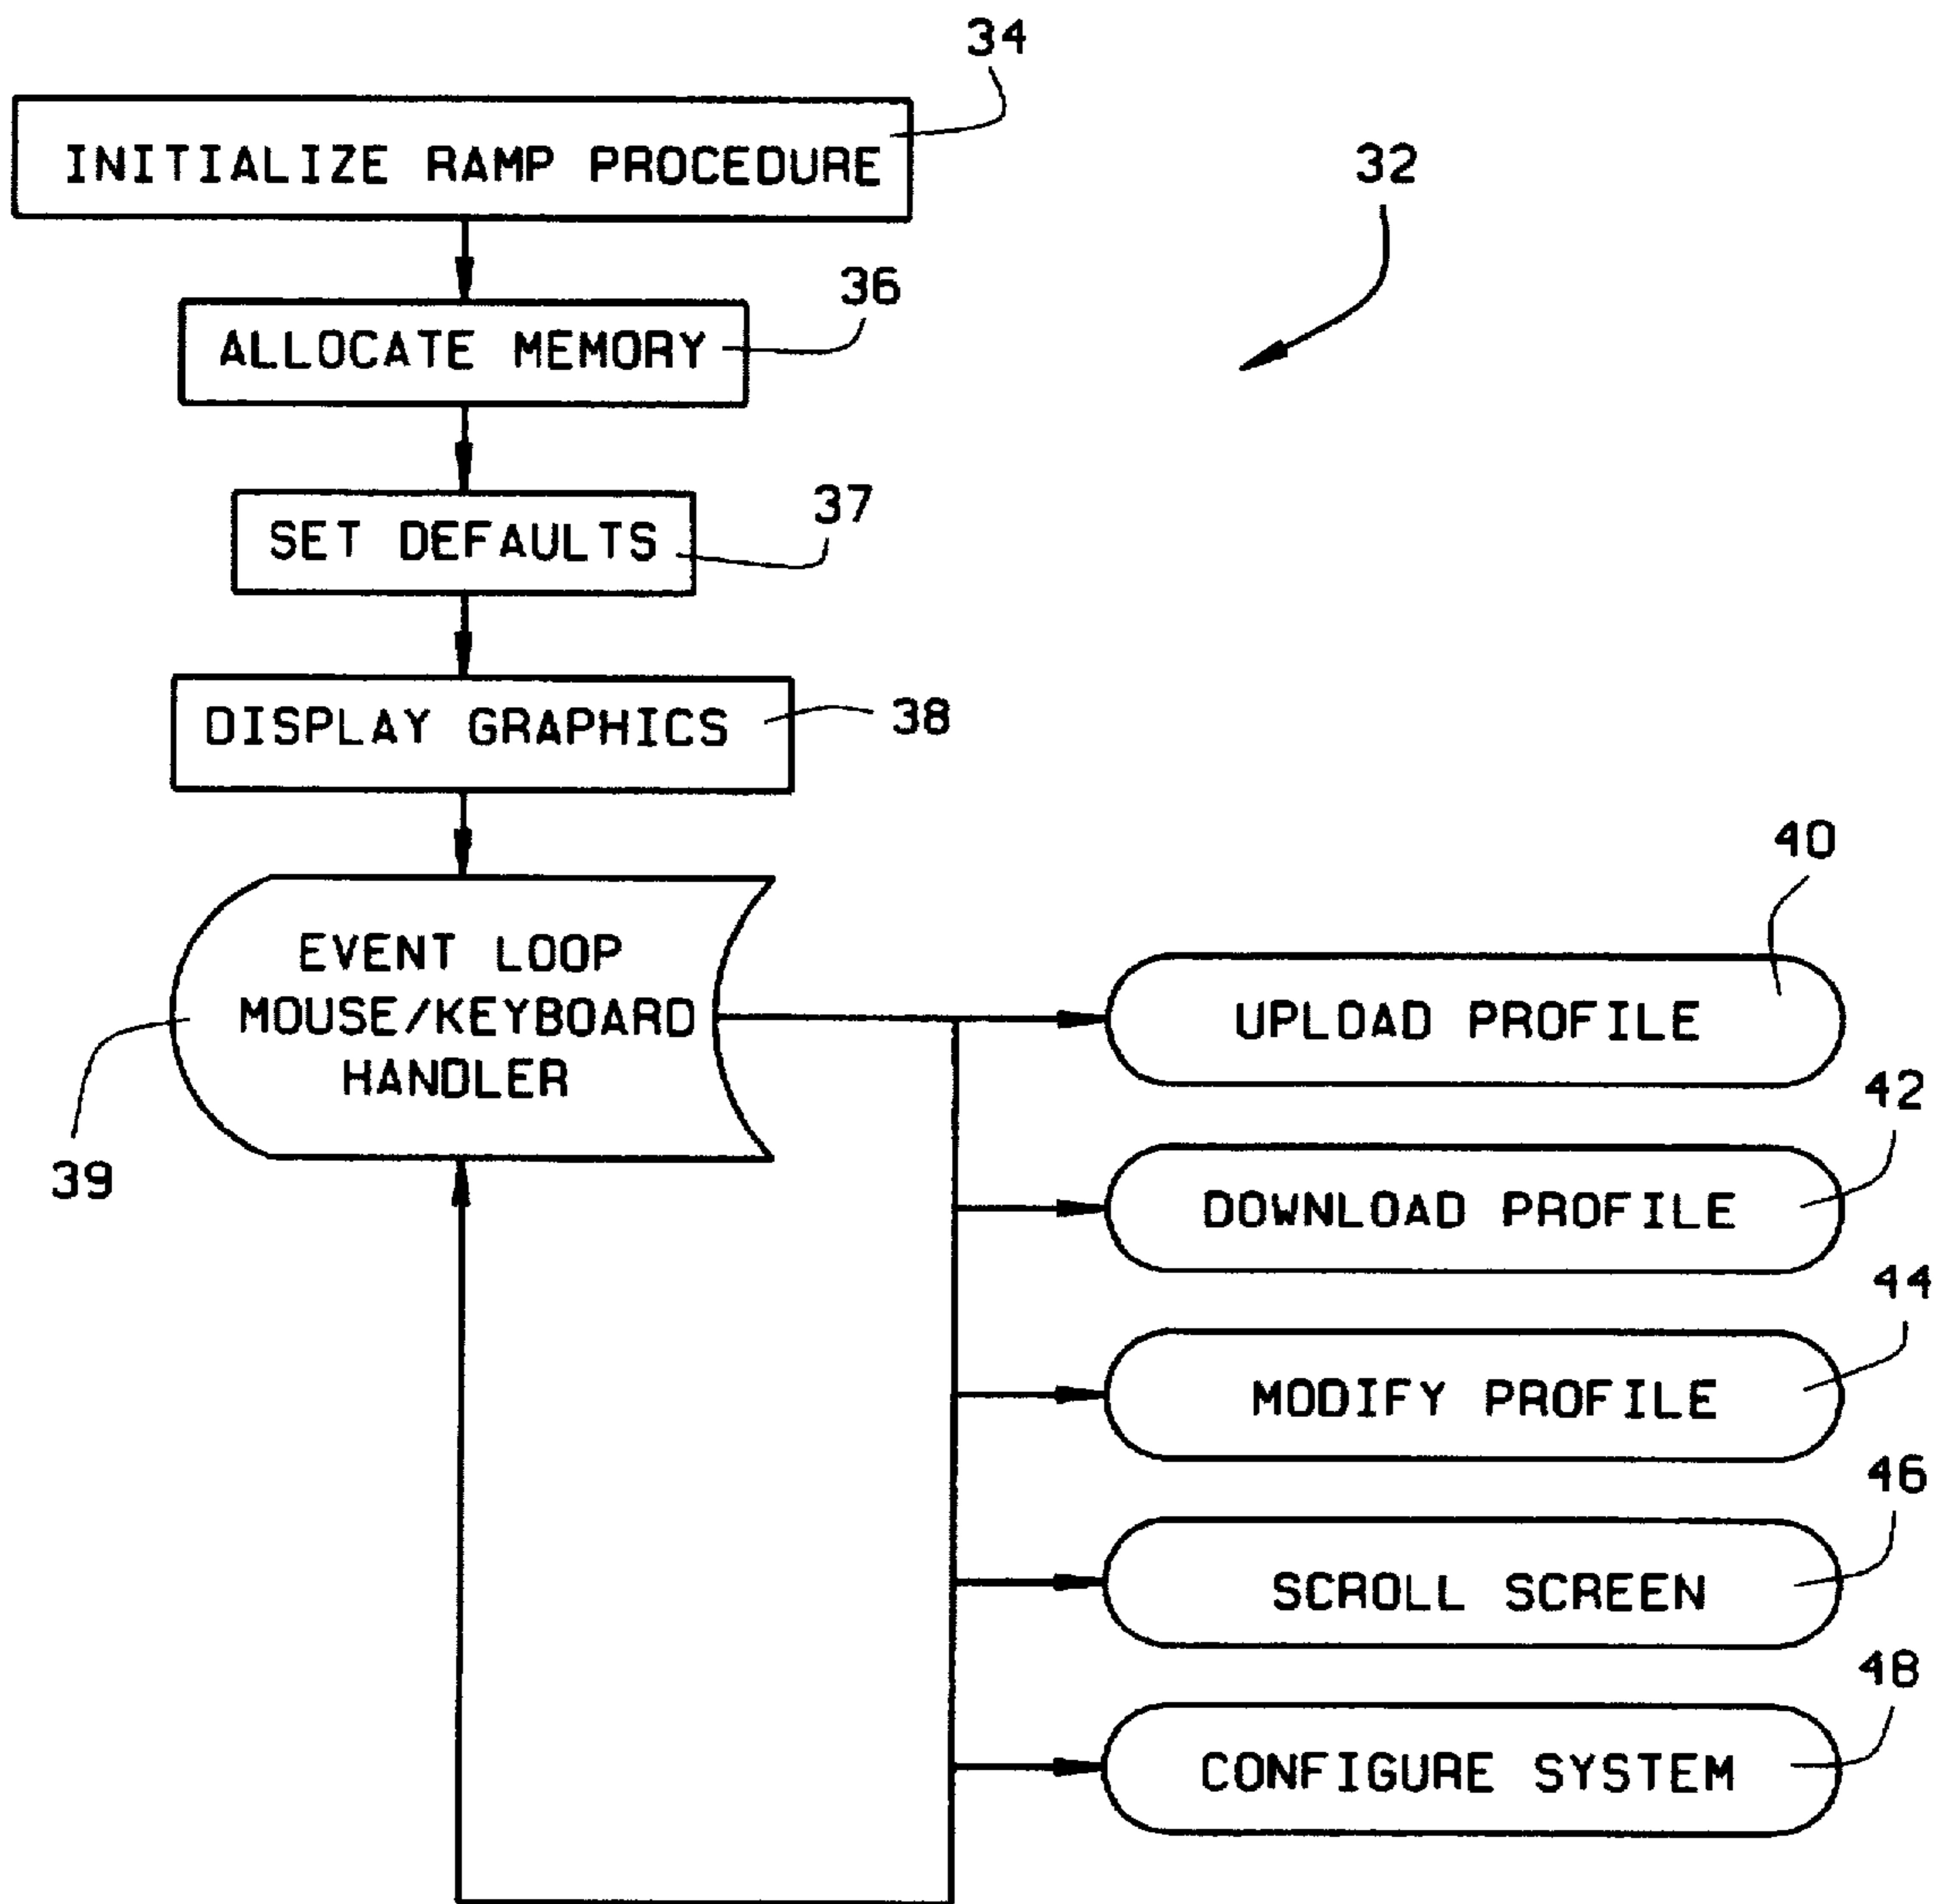 34
INITIALIZE RAMP PROCEDURE
32
36
ALLOCATE MEMORY
37
SET DEFAULTS
DISPLAY GRAPHICS
38
EVENT LOOP
MOUSE/KEYBOARD
HANDLER
39
40
UPLOAD PROFILE
42
DOWNLOAD PROFILE
44
MODIFY PROFILE
46
SCROLL SCREEN
48
CONFIGURE SYSTEM